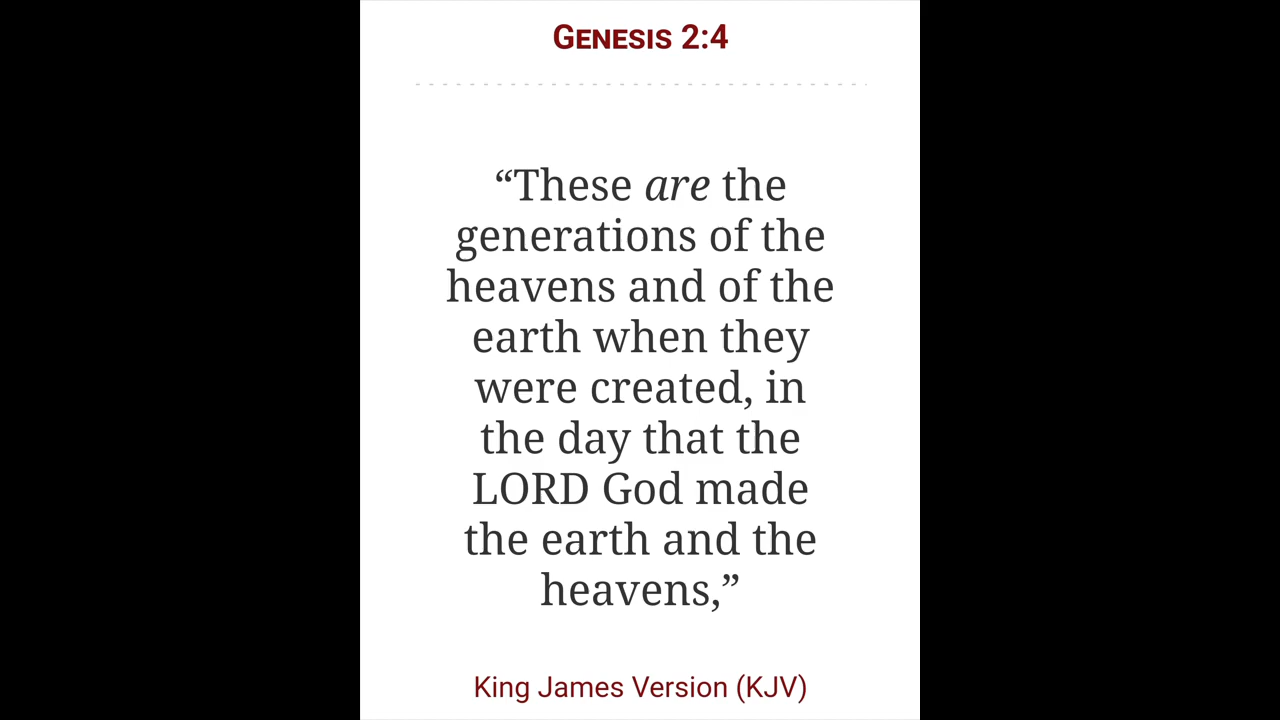 Genesis 2:4
“These are the
generations of the
heavens and of the
earth when they
were created, in
the day that the
LORD God made
the earth and the
heavens,”
King James Version (KJV)